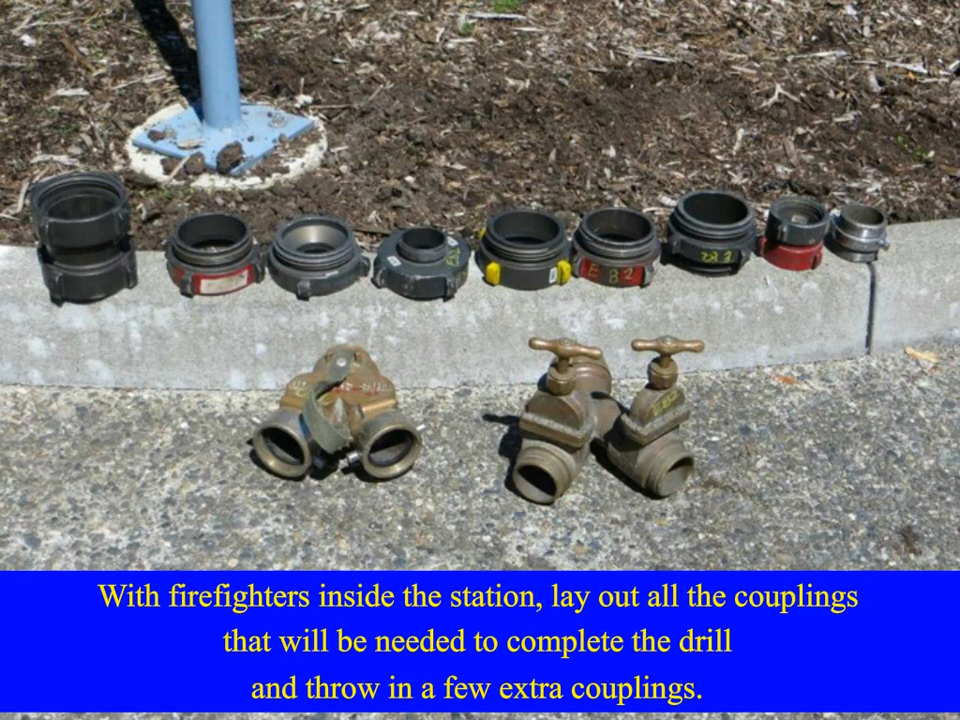 E B 2
With firefighters inside the station, lay out all the couplings
that will be needed to complete the drill
and throw in a few extra couplings.